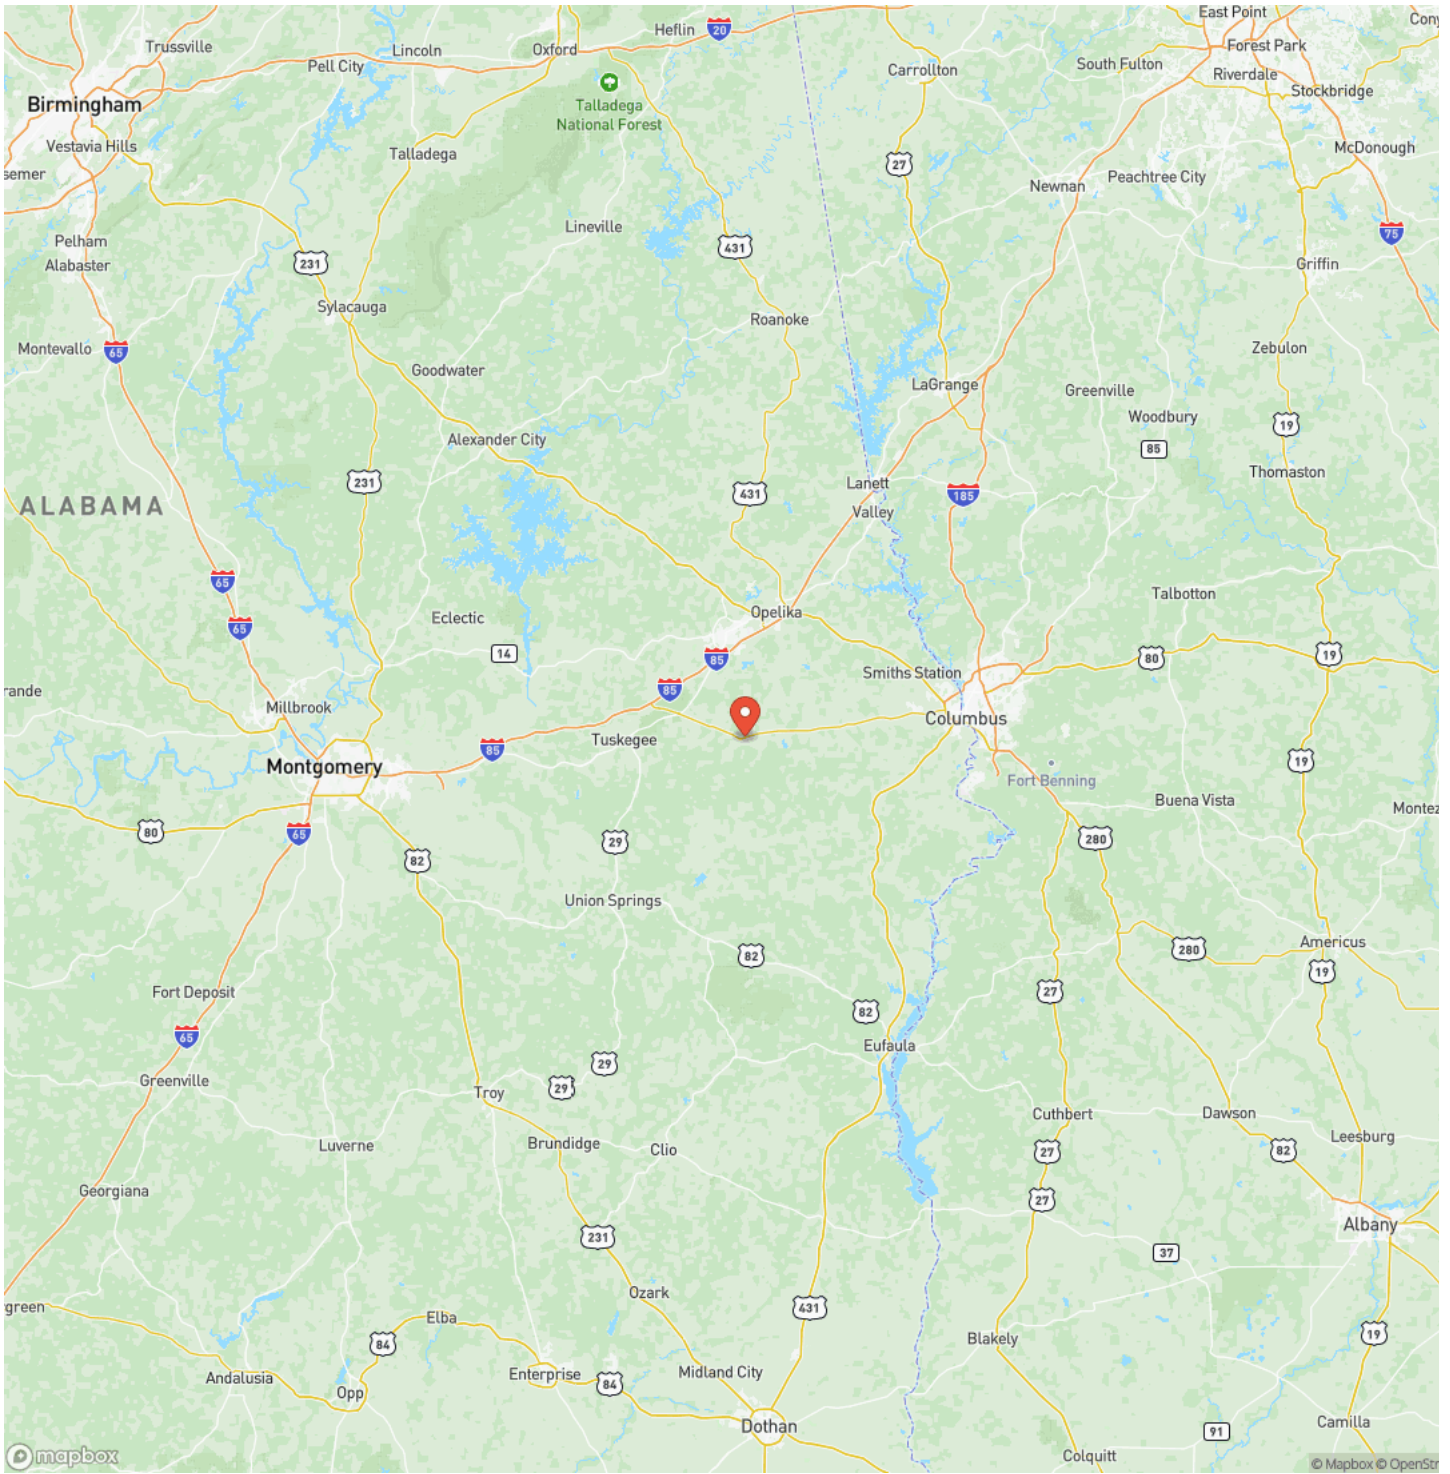 East Point
Heflin
20
Trussville
Lincoln
Oxford
Forest Park
Pell City
South Fulton
Carrollton
Riverdale
Stockbridge
Birmingham
Talladega
National Forest
Vestavia Hills
Talladega
McDonough
27
semer
Peachtree City
Newnan
Lineville
Pelham
431
75
Alabaster
231
Griffin
Sylacauga
Roanoke
Montevallo
65
Zebulon
Goodwater
LaGrange
Greenville
Woodbury
19
Alexander City
85
Thomaston
231
Lanett
431
185
ALABAMA
Valley
65
Talbotton
Opelika
Eclectic
65
14
85
80
19
Smiths Station
85
rande
Millbrook
Columbus
Tuskegee
85
Montgomery
19
Fort Benning
Buena Vista
Montez
80
65
29
280
82
Union Springs
Americus
280
82
19
Fort Deposit
27
82
65
Eufaula
29
Greenville
29
Troy
Cuthbert
Dawson
Leesburg
Luverne
Brundidge
Clio
27
82
Georgiana
27
Albany
231
37
Ozark
green
431
Elba
19
84
Blakely
Midland City
Andalusia
Enterprise
84
Opp
Camilla
Dothan
91
mapbox
Colquitt
© Mapbox © OpenStr